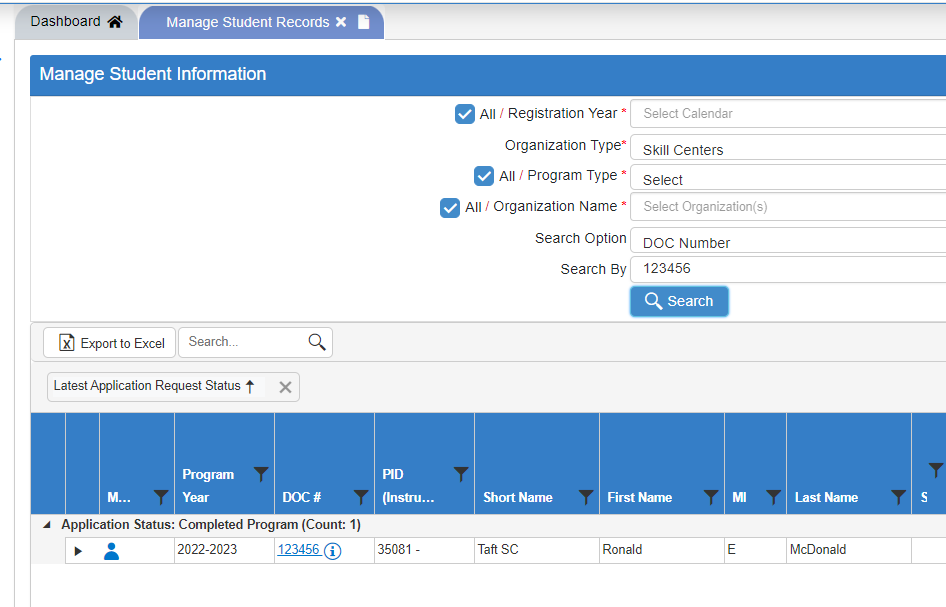 Dashboard
Manage Student Records
Manage Student Information
All / Registration Year * Select Calendar
Organization Type* Skill Centers
All / Program Type * Select
All / Organization Name * Select Organization(s)
Search Option DOC Number
Search By 123456
Search
Export to Excel Search...
Latest Application Request Status
M... Program Year DOC # PID (Instru... Short Name First Name MI Last Name S
Application Status: Completed Program (Count: 1)
2022-2023 123456 35081 - Taft SC Ronald E McDonald